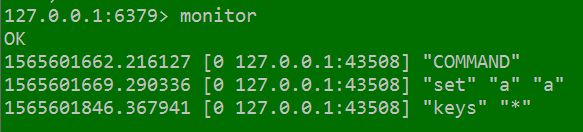 127.0.0.1:6379> monitor
OK
1565601662.216127 [0 127.0.0.1:43508] "COMMAND"
1565601669.290336 [0 127.0.0.1:43508] "set" "a" "a"
1565601846.367941 [0 127.0.0.1:43508] "keys" "*"